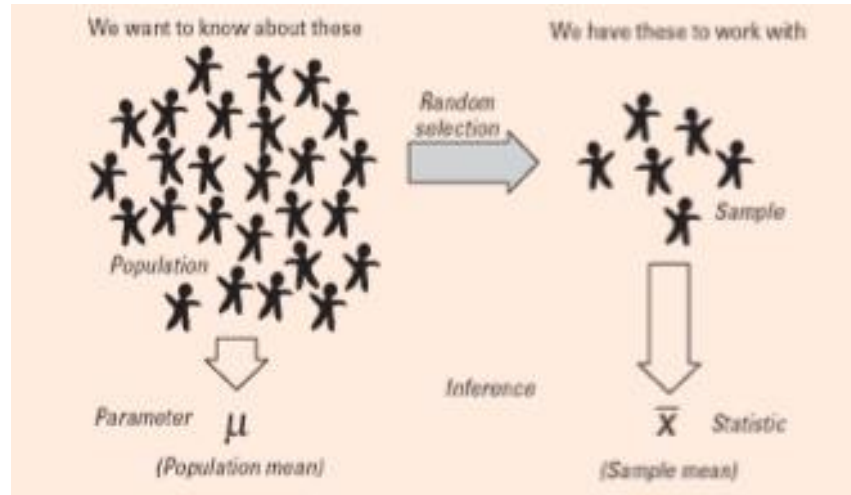 We want to know about these
We have these to work with
Random
selection
Sample
Population
Inference
Parameter μ
x̄ Statistic
(Population mean)
(Sample mean)